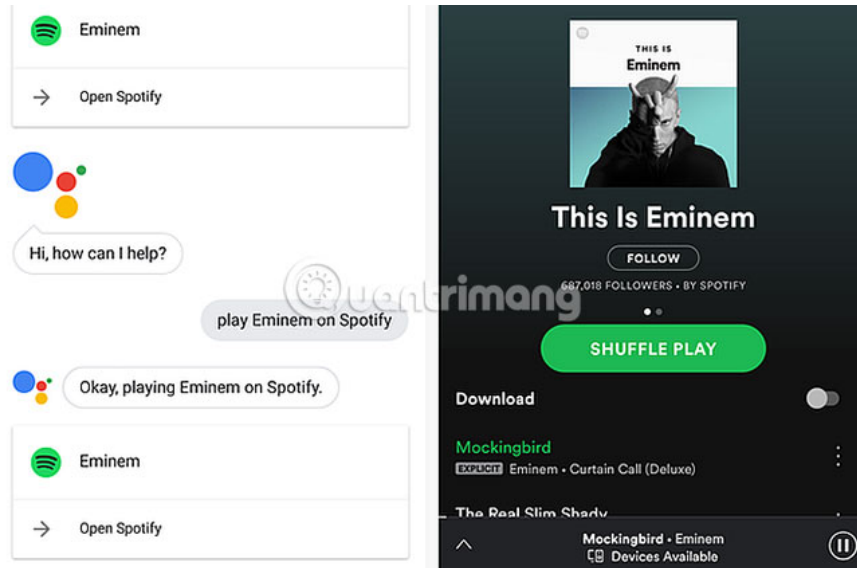 Eminem
Open Spotify
Hi, how can I help?
play Eminem on Spotify
Okay, playing Eminem on Spotify.
Eminem
Open Spotify
THIS IS
Eminem
This Is Eminem
FOLLOW
687,018 FOLLOWERS • BY SPOTIFY
SHUFFLE PLAY
Download
Mockingbird
EXPLICIT Eminem • Curtain Call (Deluxe)
The Real Slim Shady
Mockingbird • Eminem
Devices Available
Quantrimang